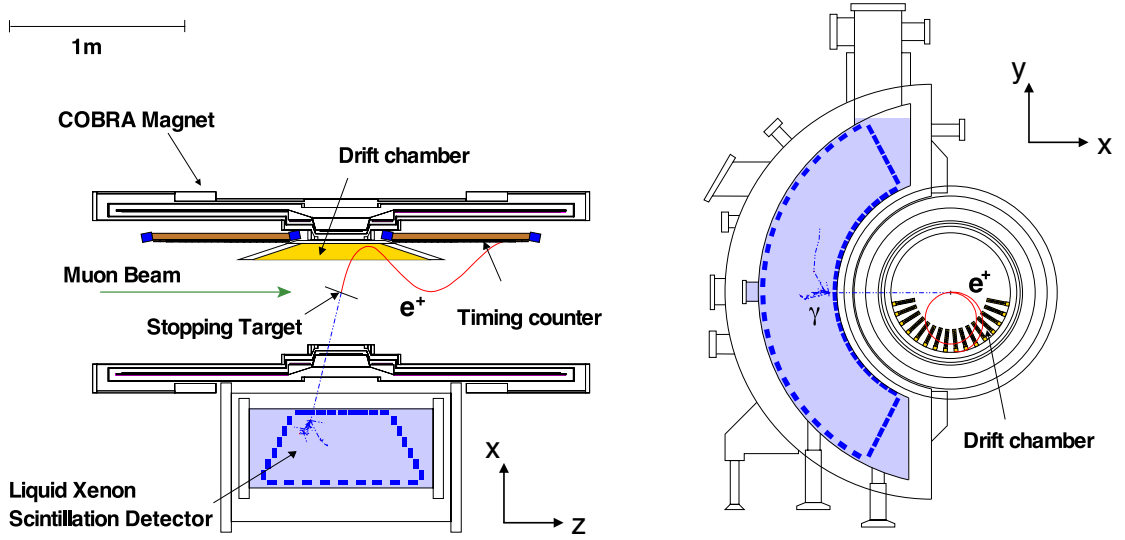 1m
COBRA Magnet
Drift chamber
Muon Beam
Stopping Target
e+
Timing counter
Liquid Xenon
Scintillation Detector
x
z
y
x
e+
γ
Drift chamber